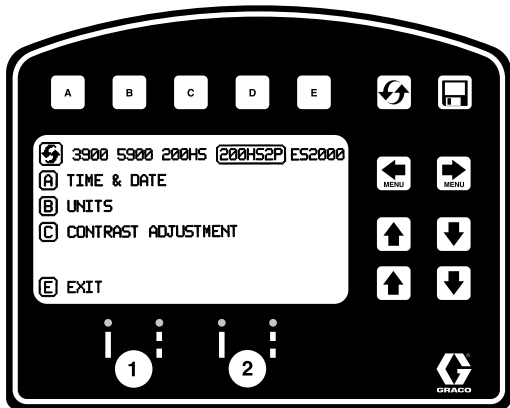 A B C D E
3900 5900 200HS 200HS2P ES2000
A TIME & DATE
B UNITS
C CONTRAST ADJUSTMENT
E EXIT
MENU MENU
1 2
GRACO